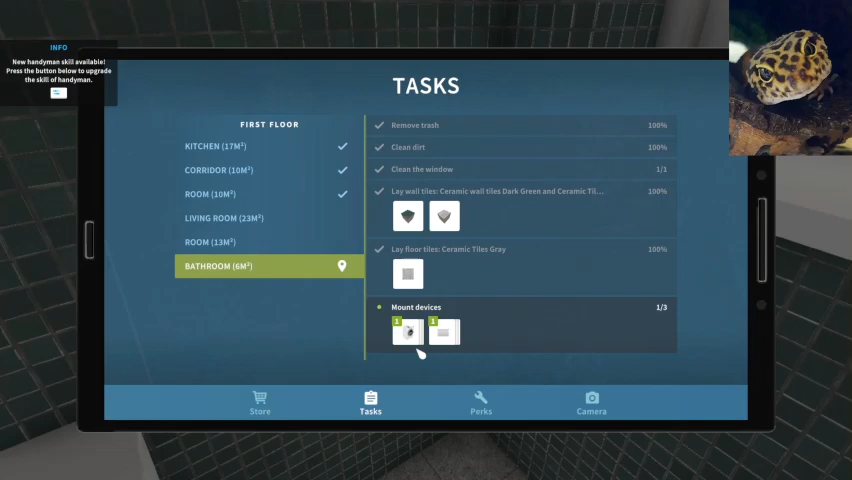 INFO
New handyman skill available!
Press the button below to upgrade
the skill of handyman.
TASKS
FIRST FLOOR
KITCHEN (17M²)
CORRIDOR (10M²)
ROOM (10M²)
LIVING ROOM (23M²)
ROOM (13M²)
BATHROOM (6M²)
Remove trash 100%
Clean dirt 100%
Clean the window 1/1
Lay wall tiles: Ceramic wall tiles Dark Green and Ceramic Til... 100%
Lay floor tiles: Ceramic Tiles Gray 100%
Mount devices 1/3
1 1
Store Tasks Perks Camera